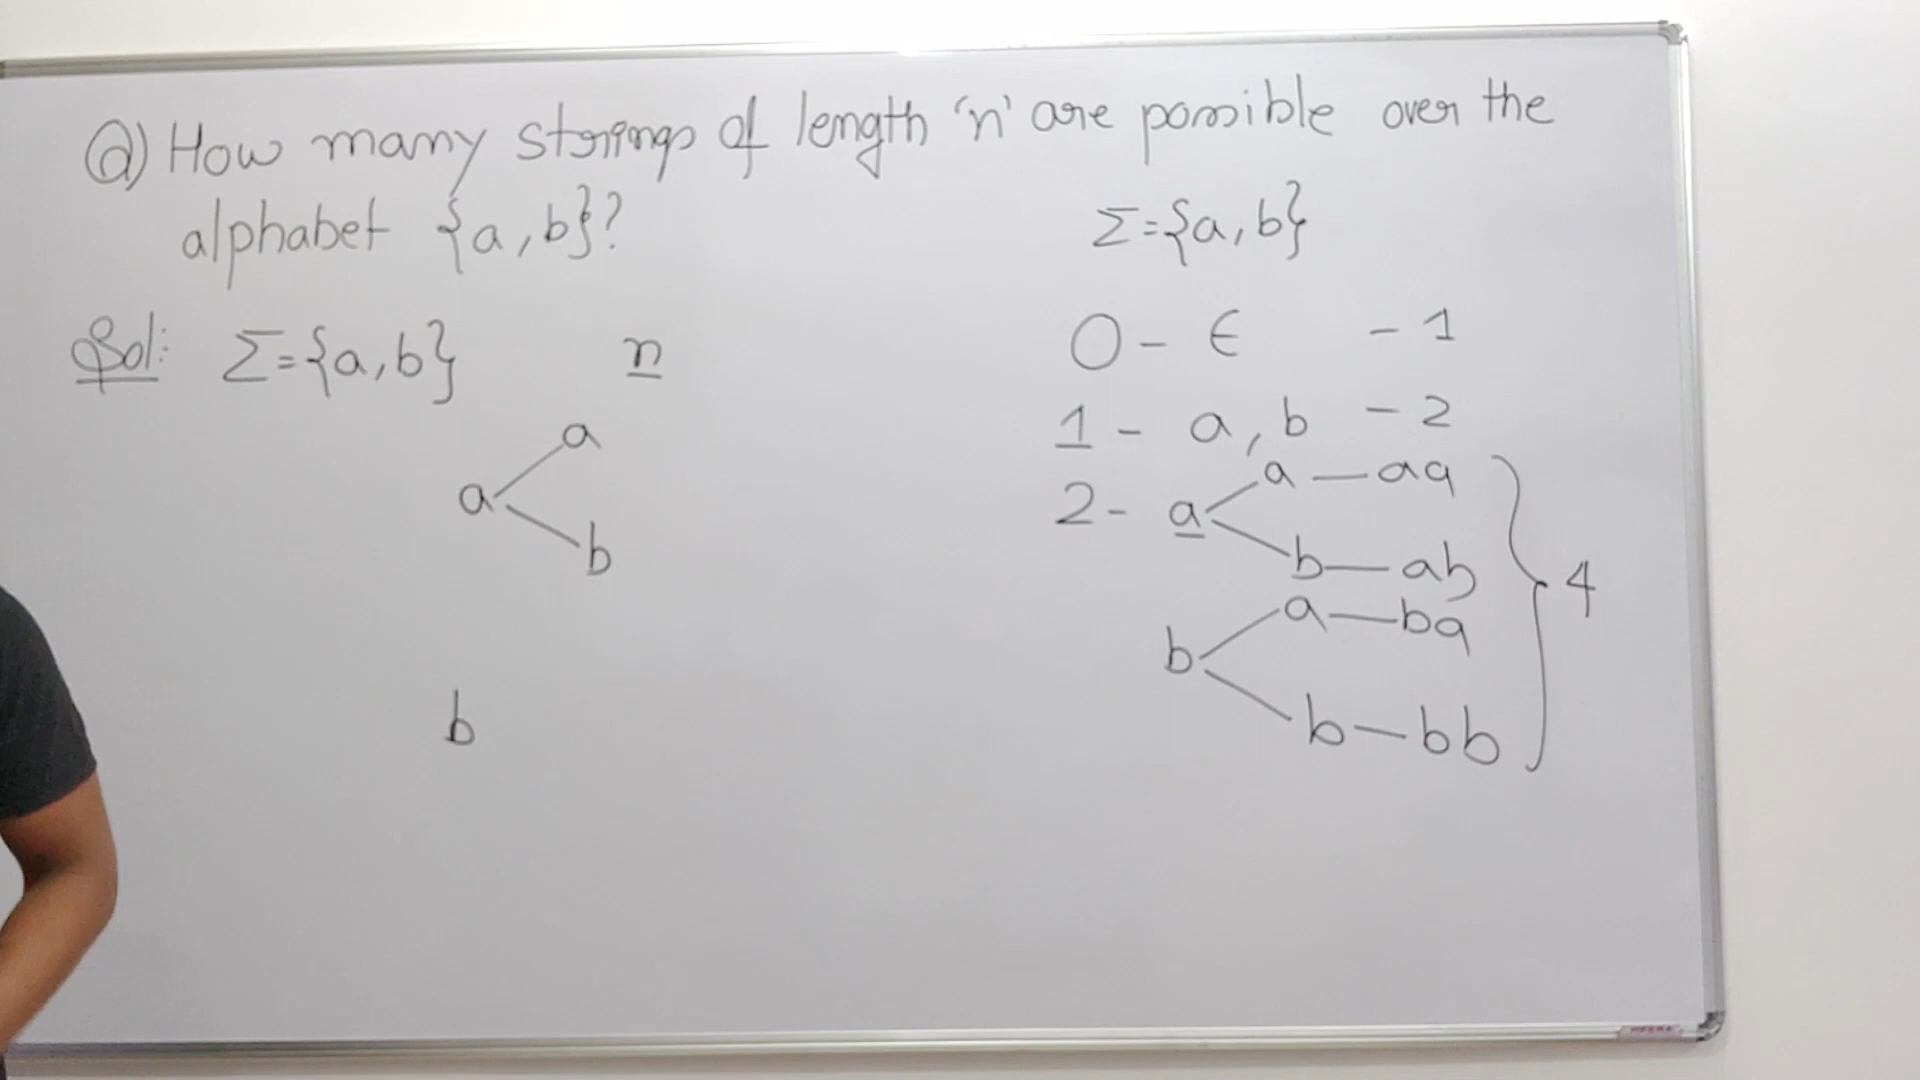 Q) How many strings of length 'n' are possible over the
alphabet {a, b}?
Σ={a, b}
Sol: Σ={a, b} n
a a
b
b
0 - ϵ - 1
1 - a, b - 2
2 - a a — aa
b — ab
b a — ba
b — bb
4